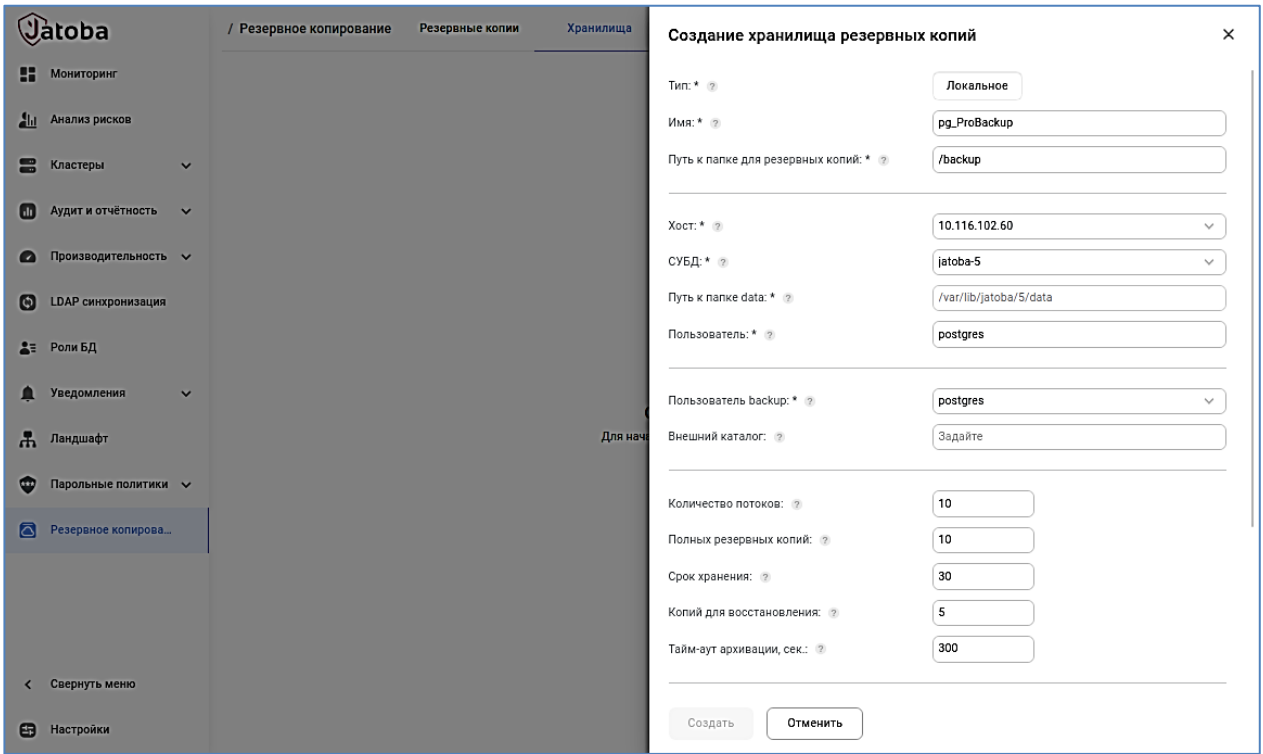 Jatoba
Мониторинг
Анализ рисков
Кластеры
Аудит и отчётность
Производительность
LDAP синхронизация
Роли БД
Уведомления
Ландшафт
Парольные политики
Резервное копирова...
Свернуть меню
Настройки
/ Резервное копирование Резервные копии Хранилища
Для нач
Создание хранилища резервных копий
Тип: * ? Локальное
Имя: * ? pg_ProBackup
Путь к папке для резервных копий: * ? /backup
Хост: * ? 10.116.102.60
СУБД: * ? jatoba-5
Путь к папке data: * ? /var/lib/jatoba/5/data
Пользователь: * ? postgres
Пользователь backup: * ? postgres
Внешний каталог: ? Задайте
Количество потоков: ? 10
Полных резервных копий: ? 10
Срок хранения: ? 30
Копий для восстановления: ? 5
Тайм-аут архивации, сек.: ? 300
Создать Отменить